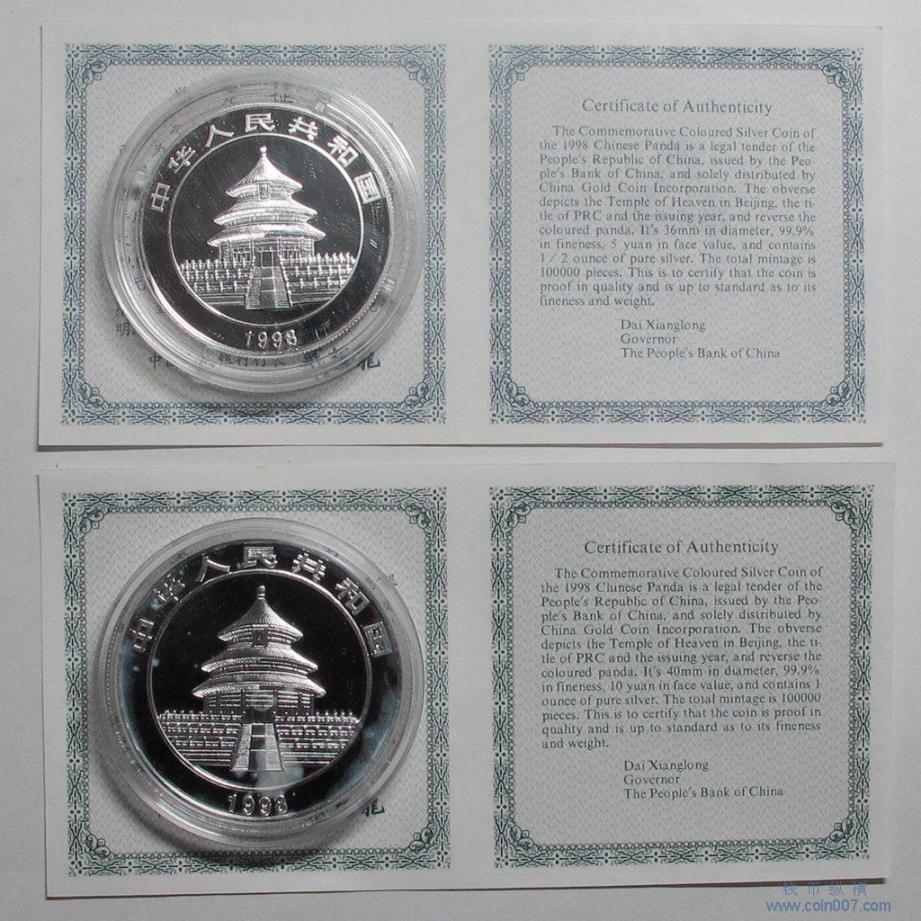 中华人民共和国
1998
Certificate of Authenticity
The Commemorative Coloured Silver Coin of
the 1998 Chinese Panda is a legal tender of the
People's Republic of China, issued by the Peo-
ple's Bank of China, and solely distributed by
China Gold Coin Incorporation. The obverse
depicts the Temple of Heaven in Beijing, the ti-
tle of PRC and the issuing year, and reverse the
coloured panda. It's 36mm in diameter, 99.9%
in fineness, 5 yuan in face value, and contains
1/2 ounce of pure silver. The total mintage is
100000 pieces. This is to certify that the coin is
proof in quality and is up to standard as to its
fineness and weight.
Dai Xianglong
Governor
The People's Bank of China
中华人民共和国
1998
Certificate of Authenticity
The Commemorative Coloured Silver Coin of
the 1998 Chinese Panda is a legal tender of the
People's Republic of China, issued by the Peo-
ple's Bank of China, and solely distributed by
China Gold Coin Incorporation. The obverse
depicts the Temple of Heaven in Beijing, the ti-
tle of PRC and the issuing year, and reverse the
coloured panda. It's 40mm in diameter, 99.9%
in fineness, 10 yuan in face value, and contains 1
ounce of pure silver. The total mintage is 100000
pieces. This is to certify that the coin is proof in
quality and is up to standard as to its fineness
and weight.
Dai Xianglong
Governor
The People's Bank of China
钱币纵横
www.coin007.com